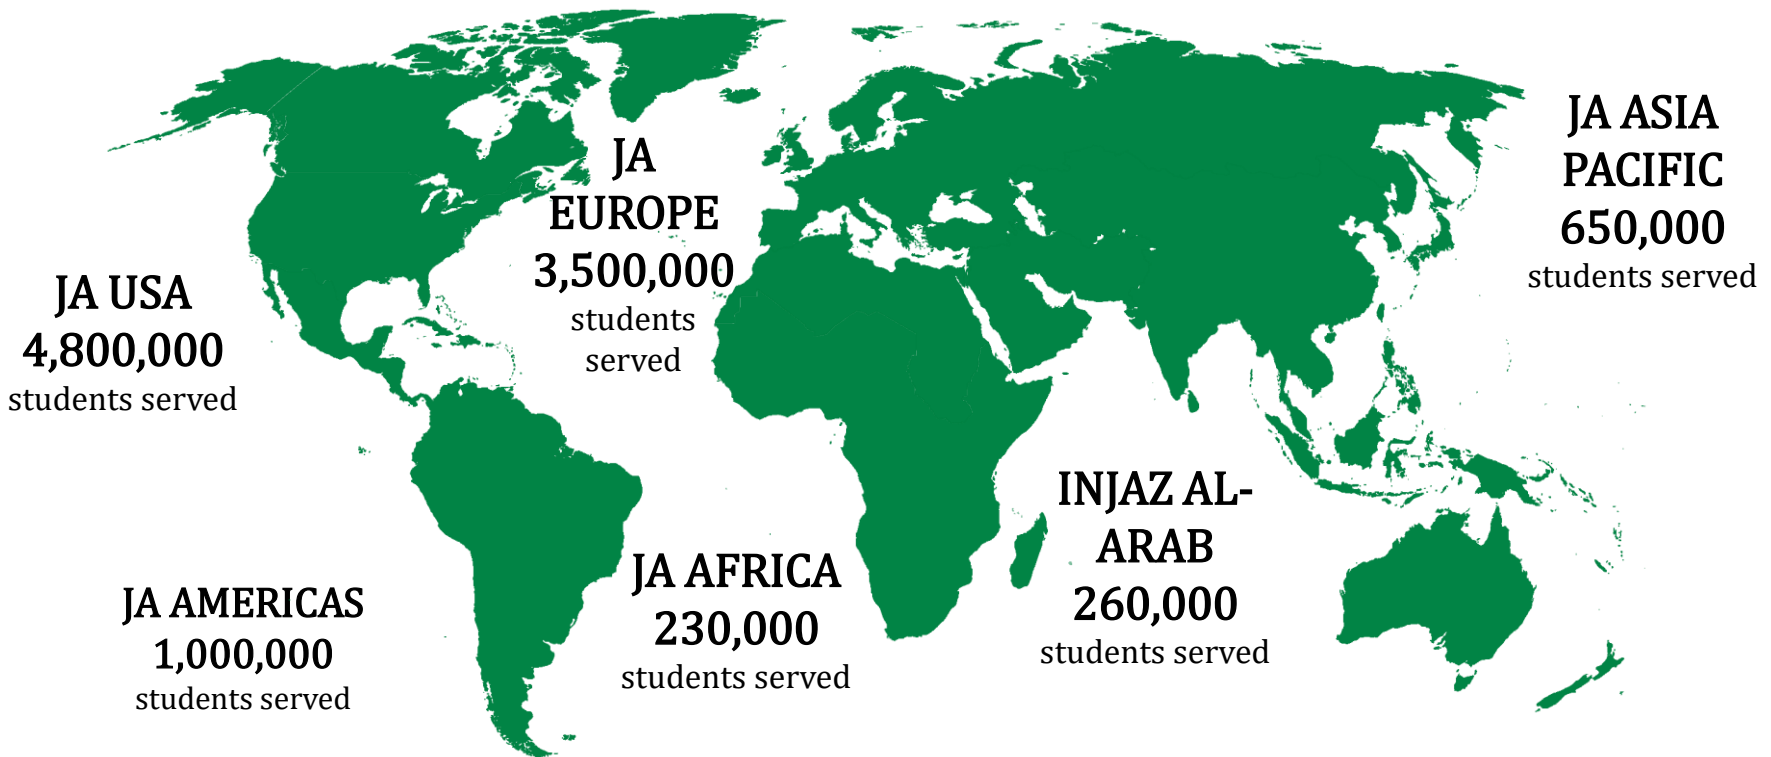 JA USA
4,800,000
students served
JA
EUROPE
3,500,000
students
served
JA ASIA
PACIFIC
650,000
students served
JA AMERICAS
1,000,000
students served
JA AFRICA
230,000
students served
INJAZ AL-
ARAB
260,000
students served